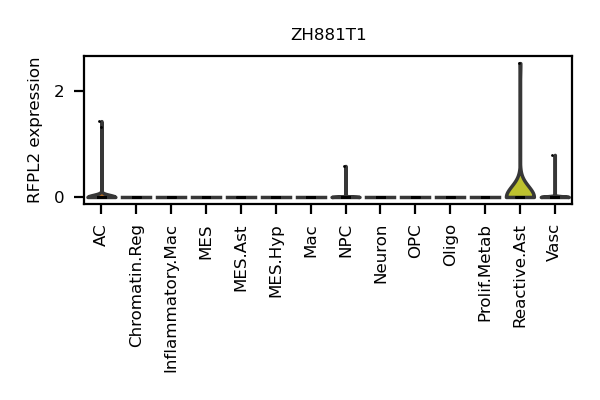 ZH881T1
RFPL2 expression
2
0
AC
Chromatin.Reg
Inflammatory.Mac
MES
MES.Ast
MES.Hyp
Mac
NPC
Neuron
OPC
Oligo
Prolif.Metab
Reactive.Ast
Vasc